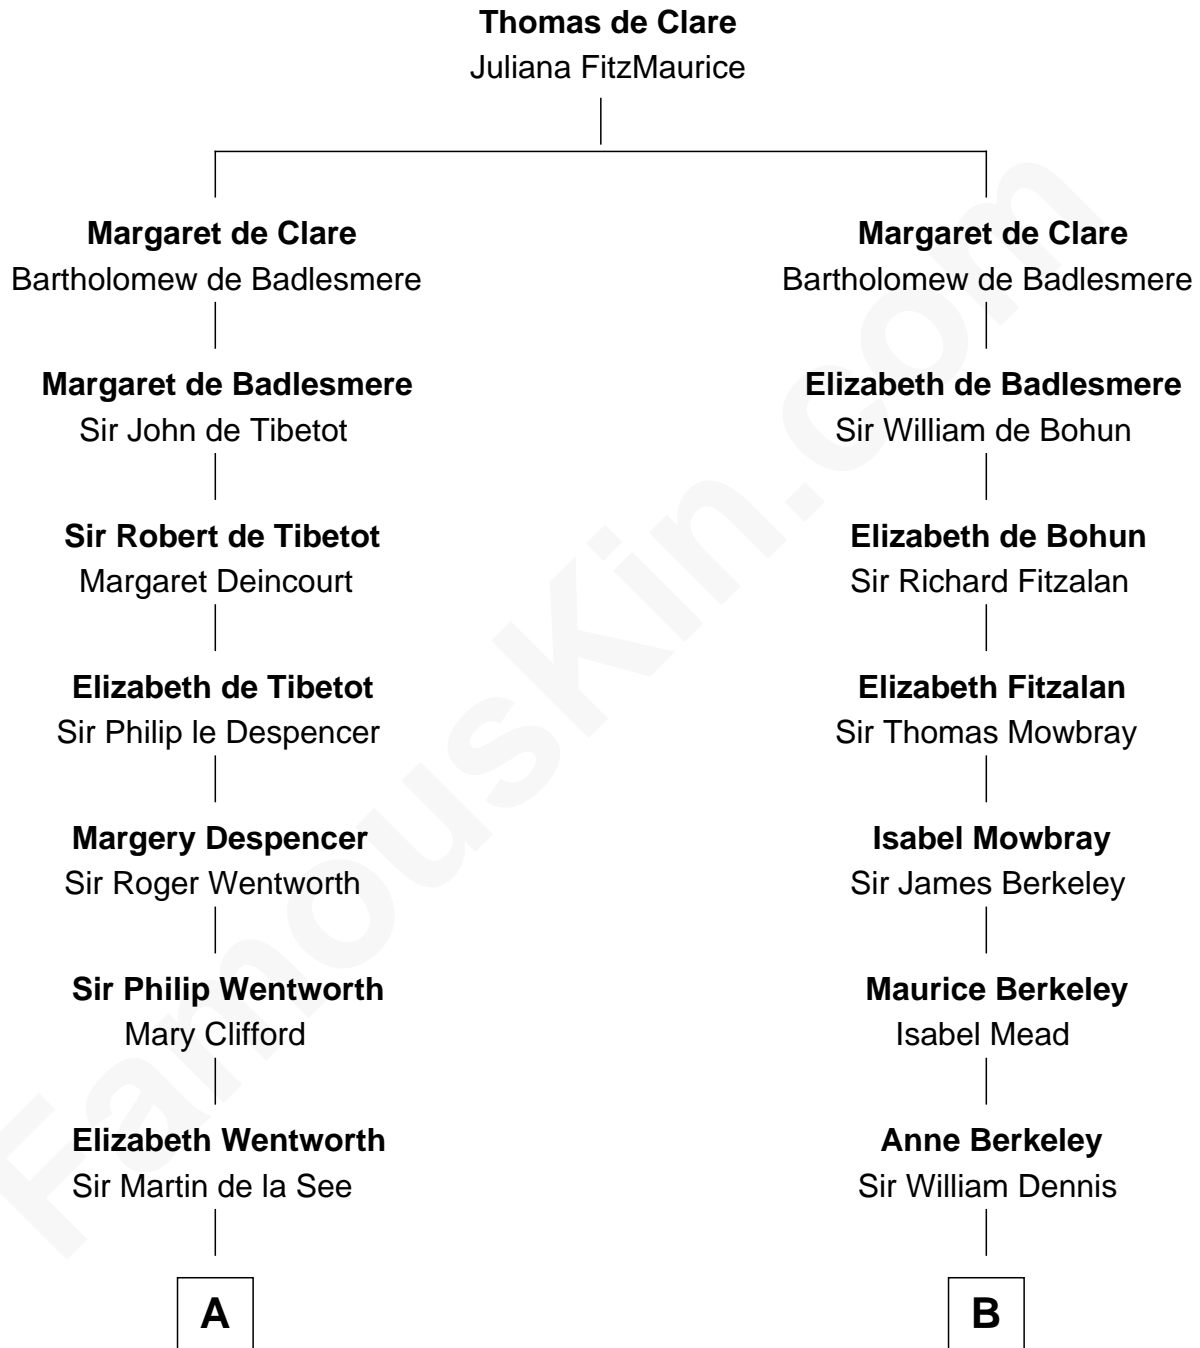 Thomas de Clare
Juliana FitzMaurice
Margaret de Clare
Bartholomew de Badlesmere
Margaret de Badlesmere
Sir John de Tibetot
Sir Robert de Tibetot
Margaret Deincourt
Elizabeth de Tibetot
Sir Philip le Despencer
Margery Despencer
Sir Roger Wentworth
Sir Philip Wentworth
Mary Clifford
Elizabeth Wentworth
Sir Martin de la See
A
Margaret de Clare
Bartholomew de Badlesmere
Elizabeth de Badlesmere
Sir William de Bohun
Elizabeth de Bohun
Sir Richard Fitzalan
Elizabeth Fitzalan
Sir Thomas Mowbray
Isabel Mowbray
Sir James Berkeley
Maurice Berkeley
Isabel Mead
Anne Berkeley
Sir William Dennis
B
FamousKin.com